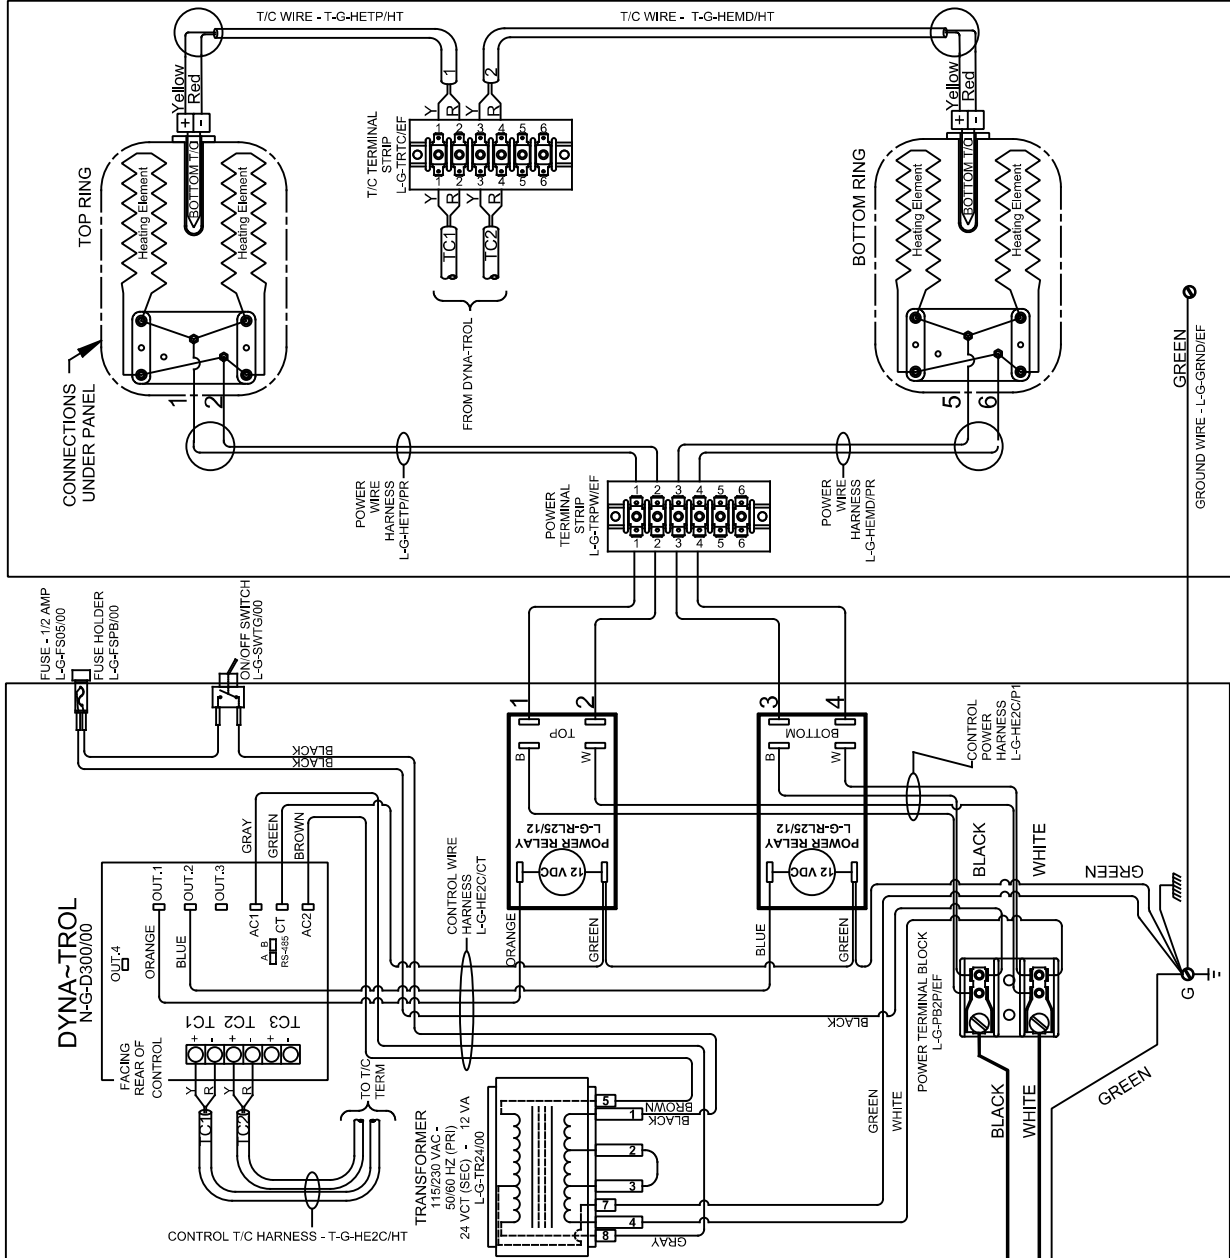 T/C WIRE - T-G-HETP/HT
T/C WIRE - T-G-HEMD/HT
Yellow
Red
+
-
BOTTOM T/C
Heating Element
Heating Element
TOP RING
1
2
Y
R
Y
R
1 2 3 4 5 6
1 2 3 4 5 6
Y
R
Y
R
T/C TERMINAL
STRIP
L-G-TRTC/EF
TC1
TC2
FROM DYNA-TROL
Yellow
Red
+
-
BOTTOM T/C
Heating Element
Heating Element
BOTTOM RING
CONNECTIONS
UNDER PANEL
1
2
5
6
POWER
WIRE
HARNESS
L-G-HETP/PR
POWER
TERMINAL
STRIP
L-G-TRPW/EF
1 2 3 4 5 6
1 2 3 4 5 6
POWER
WIRE
HARNESS
L-G-HEMD/PR
GREEN
GROUND WIRE - L-G-GRND/EF
FUSE - 1/2 AMP
L-G-FS05/00
FUSE HOLDER
L-G-FSPB/00
ON/OFF SWITCH
L-G-SWTG/00
BLACK
BLACK
1
2
TOP
B
W
POWER RELAY
L-G-RL25/12
12 VDC
ORANGE
GREEN
3
4
BOTTOM
B
W
POWER RELAY
L-G-RL25/12
12 VDC
BLUE
GREEN
CONTROL
POWER
HARNESS
L-G-HE2C/P1
BLACK
WHITE
GREEN
DYNA~TROL
N-G-D300/00
OUT.4
OUT.1
OUT.2
OUT.3
ORANGE
BLUE
GRAY
GREEN
BROWN
AC1
CT
AC2
A B
RS-485
TC1
TC2
TC3
+
-
+
-
+
-
FACING
REAR OF
CONTROL
Y
R
Y
R
TC1
TC2
TO T/C
TERM
CONTROL T/C HARNESS - T-G-HE2C/HT
CONTROL WIRE
HARNESS
L-G-HE2C/CT
TRANSFORMER
115/230 VAC -
50/60 HZ (PRI)
24 VCT (SEC) - 12 VA
L-G-TR24/00
5
1
2
3
7
4
8
BROWN
BLACK
GRAY
BLACK
GREEN
WHITE
POWER TERMINAL BLOCK
L-G-PB2P/EF
BLACK
WHITE
GREEN
G